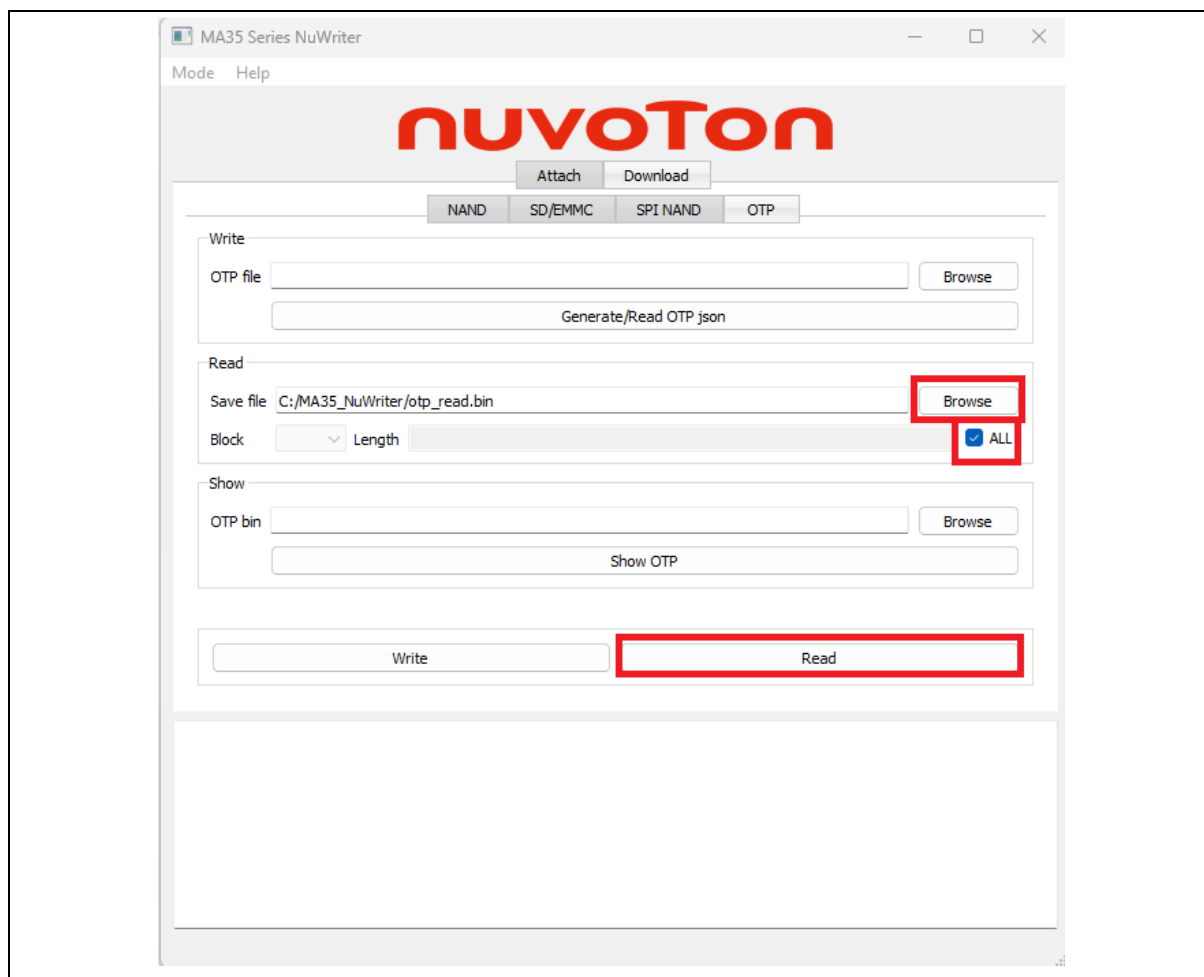 MA35 Series NuWriter
Mode Help
nuvoTon
Attach Download
NAND SD/EMMC SPI NAND OTP
Write
OTP file Browse
Generate/Read OTP json
Read
Save file C:/MA35_NuWriter/otp_read.bin Browse
Block Length ALL
Show
OTP bin Browse
Show OTP
Write Read